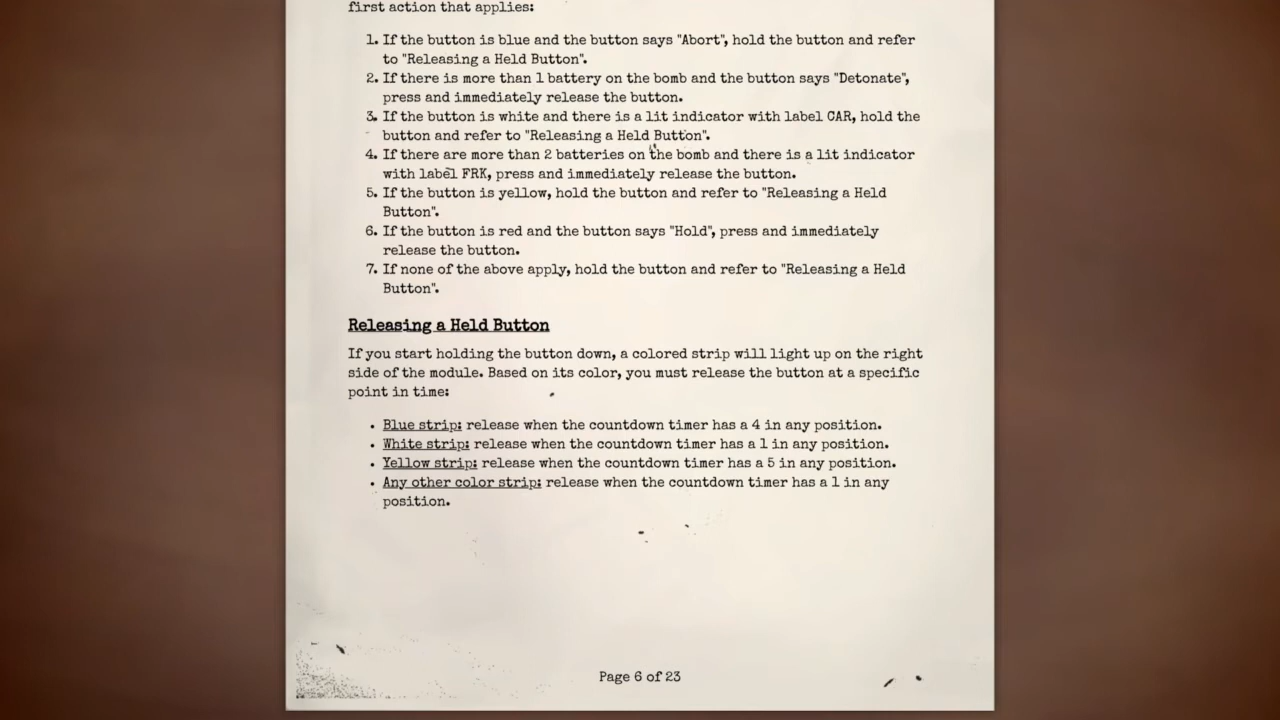 first action that applies:
1. If the button is blue and the button says "Abort", hold the button and refer
to "Releasing a Held Button".
2. If there is more than 1 battery on the bomb and the button says "Detonate",
press and immediately release the button.
3. If the button is white and there is a lit indicator with label CAR, hold the
button and refer to "Releasing a Held Button".
4. If there are more than 2 batteries on the bomb and there is a lit indicator
with label FRK, press and immediately release the button.
5. If the button is yellow, hold the button and refer to "Releasing a Held
Button".
6. If the button is red and the button says "Hold", press and immediately
release the button.
7. If none of the above apply, hold the button and refer to "Releasing a Held
Button".
Releasing a Held Button
If you start holding the button down, a colored strip will light up on the right
side of the module. Based on its color, you must release the button at a specific
point in time:
• Blue strip: release when the countdown timer has a 4 in any position.
• White strip: release when the countdown timer has a 1 in any position.
• Yellow strip: release when the countdown timer has a 5 in any position.
• Any other color strip: release when the countdown timer has a 1 in any
position.
Page 6 of 23